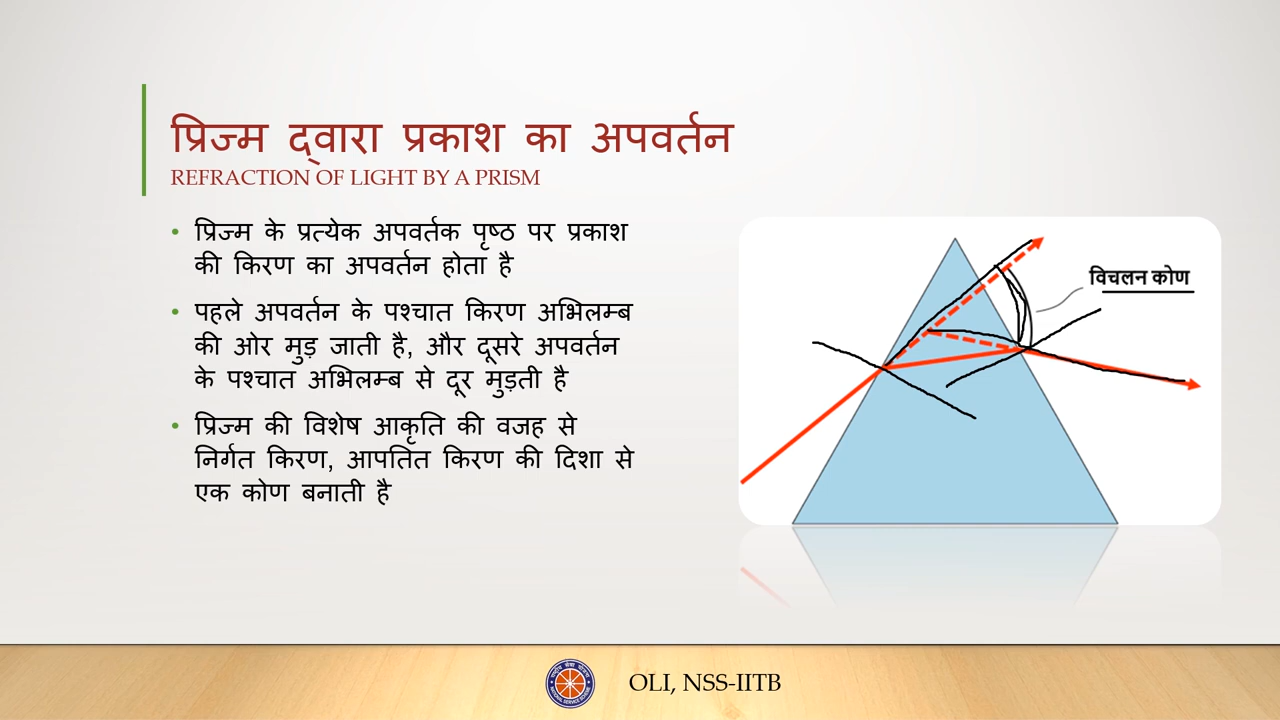 प्रिज्म द्वारा प्रकाश का अपवर्तन
REFRACTION OF LIGHT BY A PRISM
• प्रिज्म के प्रत्येक अपवर्तक पृष्ठ पर प्रकाश
की किरण का अपवर्तन होता है
• पहले अपवर्तन के पश्चात किरण अभिलम्ब
की ओर मुड़ जाती है, और दूसरे अपवर्तन
के पश्चात अभिलम्ब से दूर मुड़ती है
• प्रिज्म की विशेष आकृति की वजह से
निर्गत किरण, आपतित किरण की दिशा से
एक कोण बनाती है
विचलन कोण
OLI, NSS-IITB